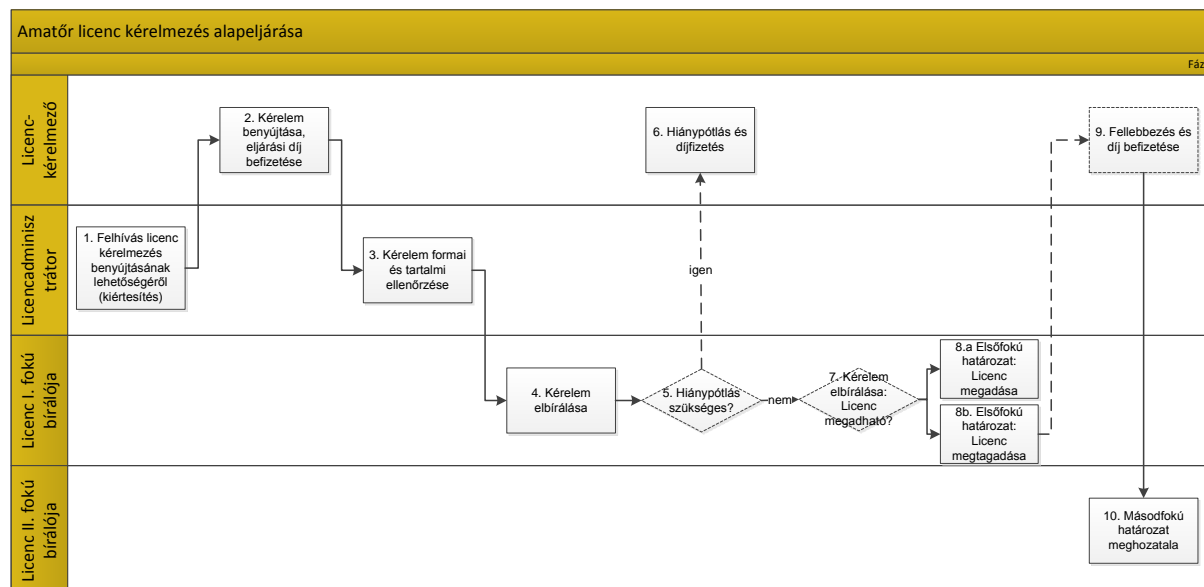 Amatőr licenc kérelmezés alapeljárása
Fáz
Licenc-
kérelmező
2. Kérelem
benyújtása,
eljárási díj
befizetése
6. Hiánypótlás és
díjfizetés
9. Fellebbezés és
díj befizetése
Licencadminisz
trátor
1. Felhívás licenc
kérelmezés
benyújtásának
lehetőségéről
(kiértesítés)
3. Kérelem formai
és tartalmi
ellenőrzése
igen
Licenc I. fokú
bírálója
4. Kérelem
elbírálása
5. Hiánypótlás
szükséges?
nem
7. Kérelem
elbírálása:
Licenc
megadható?
8.a Elsőfokú
határozat:
Licenc
megadása
8b. Elsőfokú
határozat:
Licenc
megtagadása
Licenc II. fokú
bírálója
10. Másodfokú
határozat
meghozatala